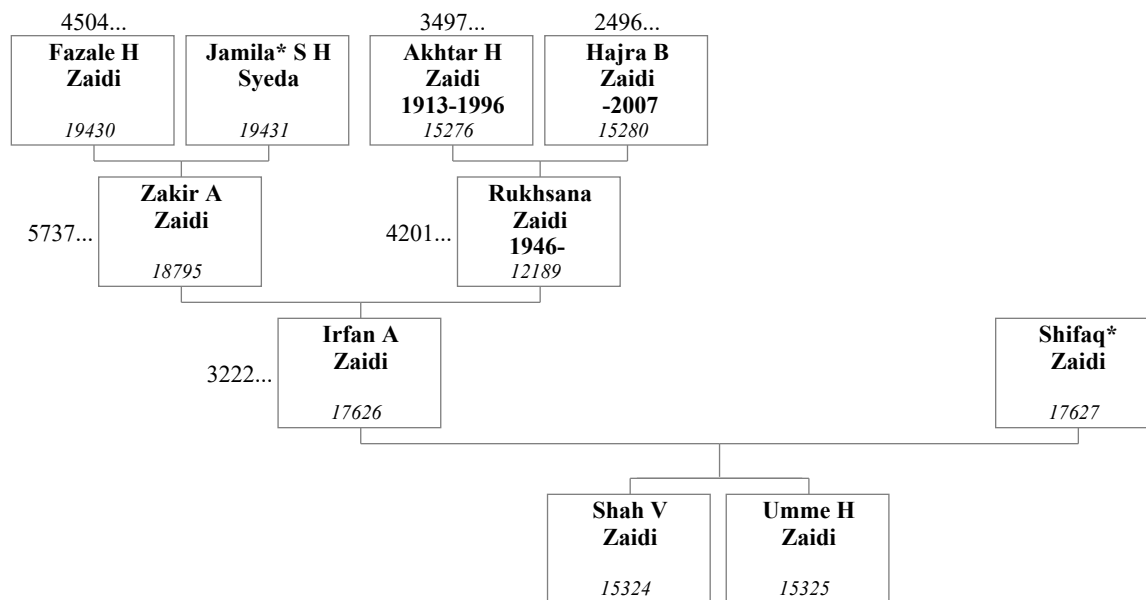 4504...
3497...
2496...
Fazale H
Zaidi
19430
Jamila* S H
Syeda
19431
Akhtar H
Zaidi
1913-1996
15276
Hajra B
Zaidi
-2007
15280
5737...
Zakir A
Zaidi
18795
4201...
Rukhsana
Zaidi
1946-
12189
3222...
Irfan A
Zaidi
17626
Shifaq*
Zaidi
17627
Shah V
Zaidi
15324
Umme H
Zaidi
15325